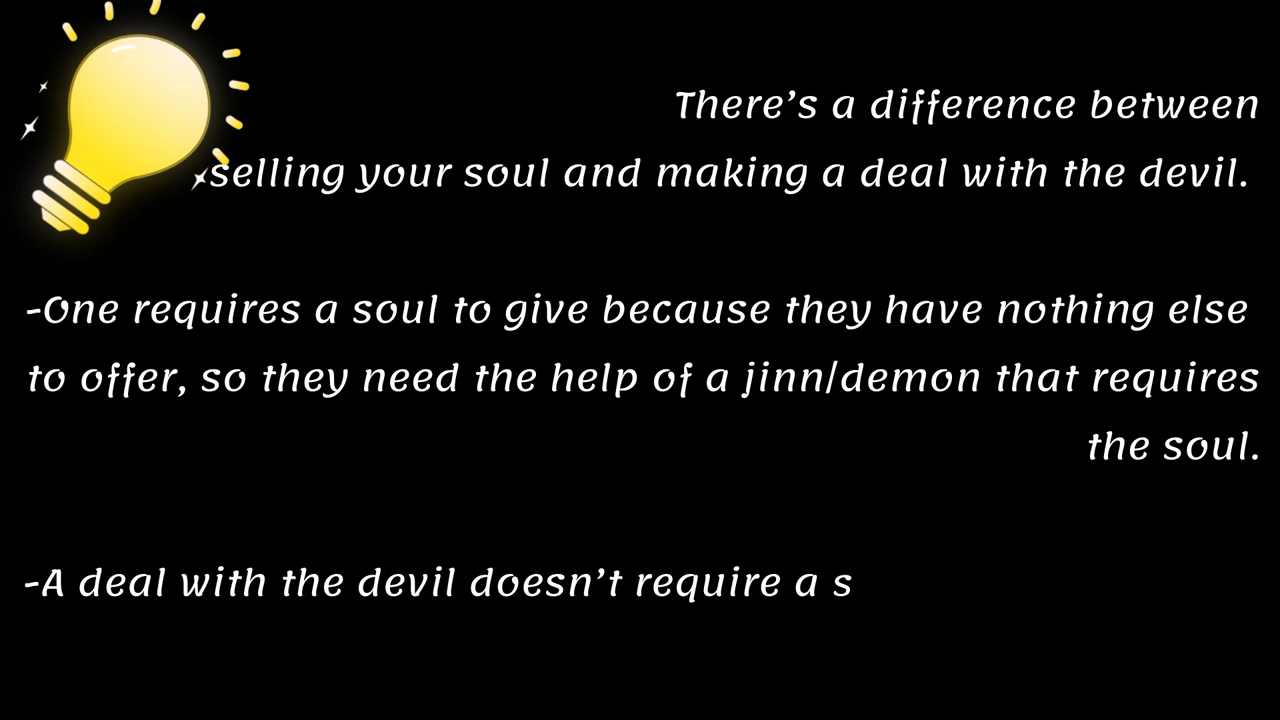 There’s a difference between
selling your soul and making a deal with the devil.
-One requires a soul to give because they have nothing else
to offer, so they need the help of a jinn/demon that requires
the soul.
-A deal with the devil doesn’t require a s